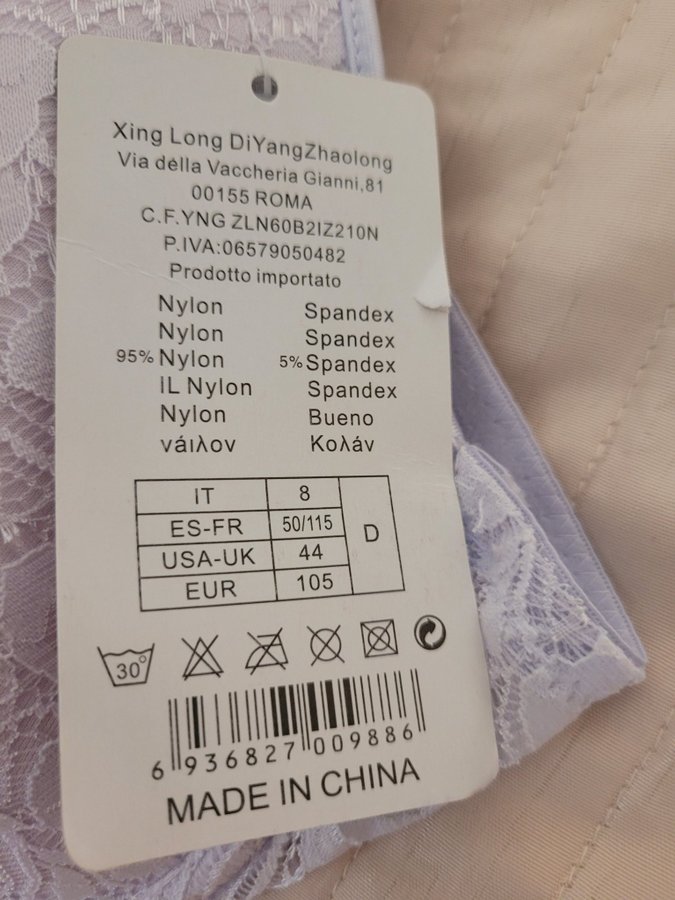 Xing Long DiYangZhaolong
Via della Vaccheria Gianni,81
00155 ROMA
C.F.YNG ZLN60B2IZ210N
P.IVA:06579050482
Prodotto importato
Nylon Spandex
Nylon Spandex
95% Nylon 5% Spandex
IL Nylon Spandex
Nylon Bueno
νάιλον Κολάν
IT 8
ES-FR 50/115 D
USA-UK 44
EUR 105
30°
6 936827 009886
MADE IN CHINA